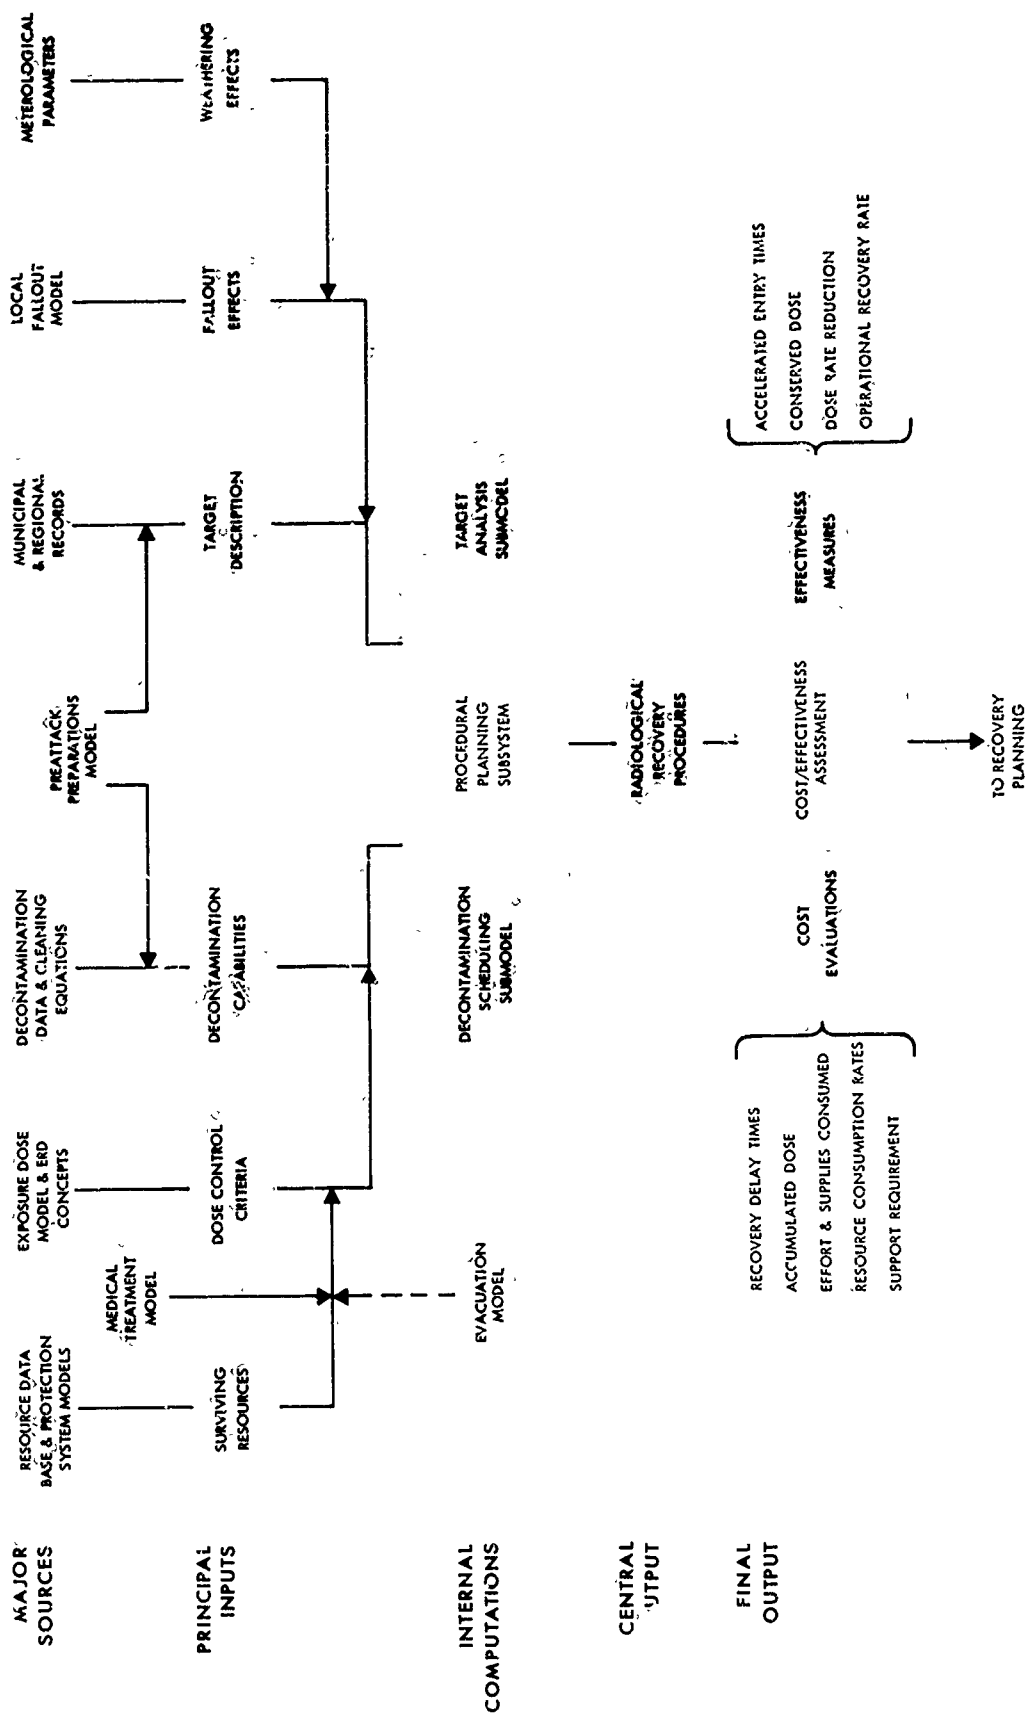 MAJOR
SOURCES
RESOURCE DATA
BASE & PROTECTION
SYSTEM MODELS
MEDICAL
TREATMENT
MODEL
EXPOSURE DOSE
MODEL & ERD
CONCEPTS
DECONTAMINATION
DATA & CLEANING
EQUATIONS
PREATTACK
PREPARATIONS
MODEL
MUNICIPAL
& REGIONAL
RECORDS
LOCAL
FALLOUT
MODEL
METEROLOGICAL
PARAMETERS
PRINCIPAL
INPUTS
SURVIVING
RESOURCES
DOSE CONTROL
CRITERIA
DECONTAMINATION
CAPABILITIES
TARGET
DESCRIPTION
FALLOUT
EFFECTS
WEATHERING
EFFECTS
INTERNAL
COMPUTATIONS
EVACUATION
MODEL
DECONTAMINATION
SCHEDULING
SUBMODEL
PROCEDURAL
PLANNING
SUBSYSTEM
TARGET
ANALYSIS
SUBMODEL
CENTRAL
UTPUT
RADIOLOGICAL
RECOVERY
PROCEDURES
FINAL
OUTPUT
RECOVERY DELAY TIMES
ACCUMULATED DOSE
EFFORT & SUPPLIES CONSUMED
RESOURCE CONSUMPTION RATES
SUPPORT REQUIREMENT
COST
EVALUATIONS
COST/EFFECTIVENESS
ASSESSMENT
EFFECTIVENESS
MEASURES
ACCELERATED ENTRY TIMES
CONSERVED DOSE
DOSE RATE REDUCTION
OPERATIONAL RECOVERY RATE
TO RECOVERY
PLANNING